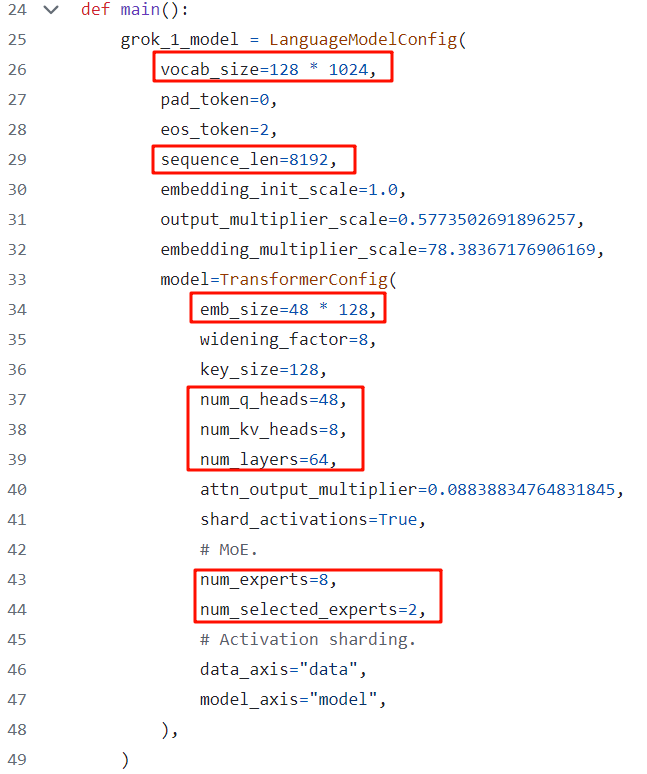 24 def main():
25 grok_1_model = LanguageModelConfig(
26 vocab_size=128 * 1024,
27 pad_token=0,
28 eos_token=2,
29 sequence_len=8192,
30 embedding_init_scale=1.0,
31 output_multiplier_scale=0.5773502691896257,
32 embedding_multiplier_scale=78.38367176906169,
33 model=TransformerConfig(
34 emb_size=48 * 128,
35 widening_factor=8,
36 key_size=128,
37 num_q_heads=48,
38 num_kv_heads=8,
39 num_layers=64,
40 attn_output_multiplier=0.08838834764831845,
41 shard_activations=True,
42 # MoE.
43 num_experts=8,
44 num_selected_experts=2,
45 # Activation sharding.
46 data_axis="data",
47 model_axis="model",
48 ),
49 )